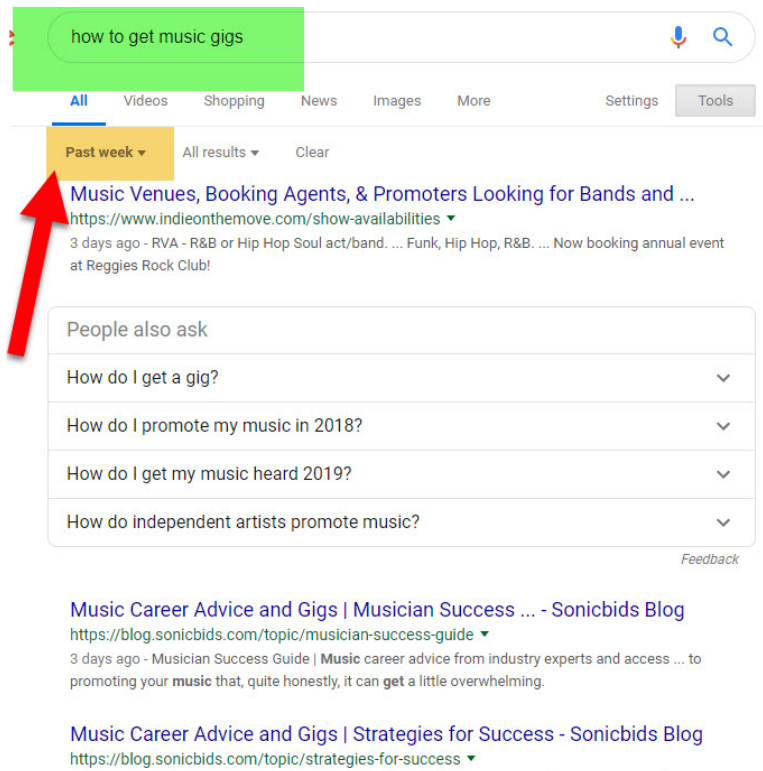 how to get music gigs
All Videos Shopping News Images More Settings Tools
Past week All results Clear
Music Venues, Booking Agents, & Promoters Looking for Bands and ...
https://www.indieonthemove.com/show-availabilities
3 days ago - RVA - R&B or Hip Hop Soul act/band. ... Funk, Hip Hop, R&B. ... Now booking annual event
at Reggies Rock Club!
People also ask
How do I get a gig?
How do I promote my music in 2018?
How do I get my music heard 2019?
How do independent artists promote music?
Feedback
Music Career Advice and Gigs | Musician Success ... - Sonicbids Blog
https://blog.sonicbids.com/topic/musician-success-guide
3 days ago - Musician Success Guide | Music career advice from industry experts and access ... to
promoting your music that, quite honestly, it can get a little overwhelming.
Music Career Advice and Gigs | Strategies for Success - Sonicbids Blog
https://blog.sonicbids.com/topic/strategies-for-success